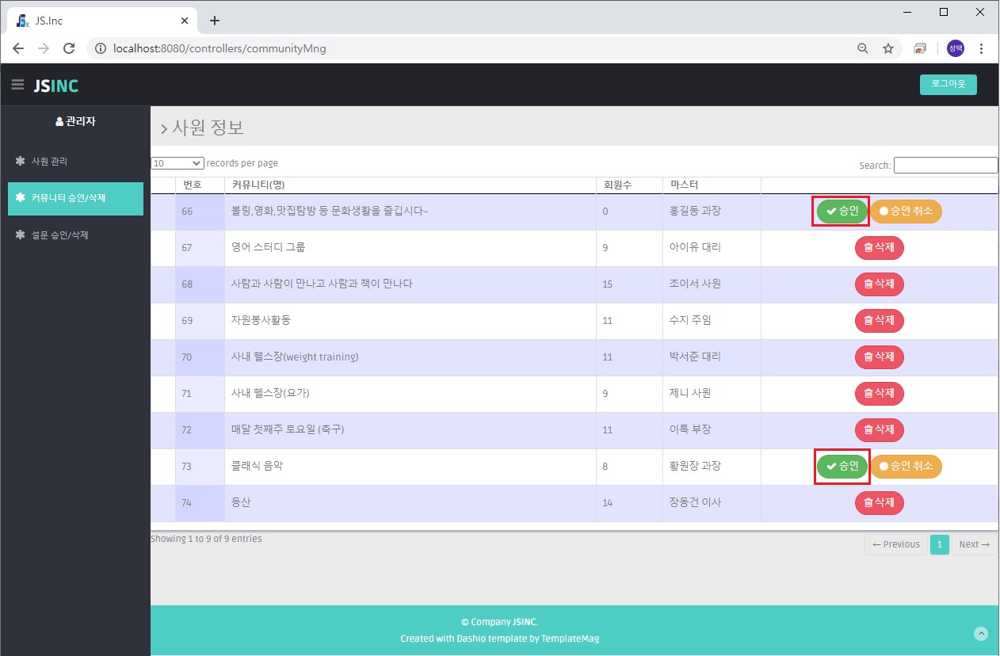 JS.Inc
localhost:8080/controllers/communityMng
성택
JSINC
로그아웃
관리자
사원 관리
커뮤니티 승인/삭제
설문 승인/삭제
> 사원 정보
10 records per page
Search:
번호 커뮤니티(명) 회원수 마스터
66 볼링,영화,맛집탐방 등 문화생활을 즐깁시다~ 0 홍길동 과장 승인 승인 취소
67 영어 스터디 그룹 9 아이유 대리 삭제
68 사람과 사람이 만나고 사람과 책이 만나다 15 조이서 사원 삭제
69 자원봉사활동 11 수지 주임 삭제
70 사내 헬스장(weight training) 11 박서준 대리 삭제
71 사내 헬스장(요가) 9 제니 사원 삭제
72 매달 첫째주 토요일 (축구) 11 이특 부장 삭제
73 클래식 음악 8 황원장 과장 승인 승인 취소
74 등산 14 장동건 이사 삭제
Showing 1 to 9 of 9 entries
← Previous 1 Next →
© Company JSINC.
Created with Dashio template by TemplateMag